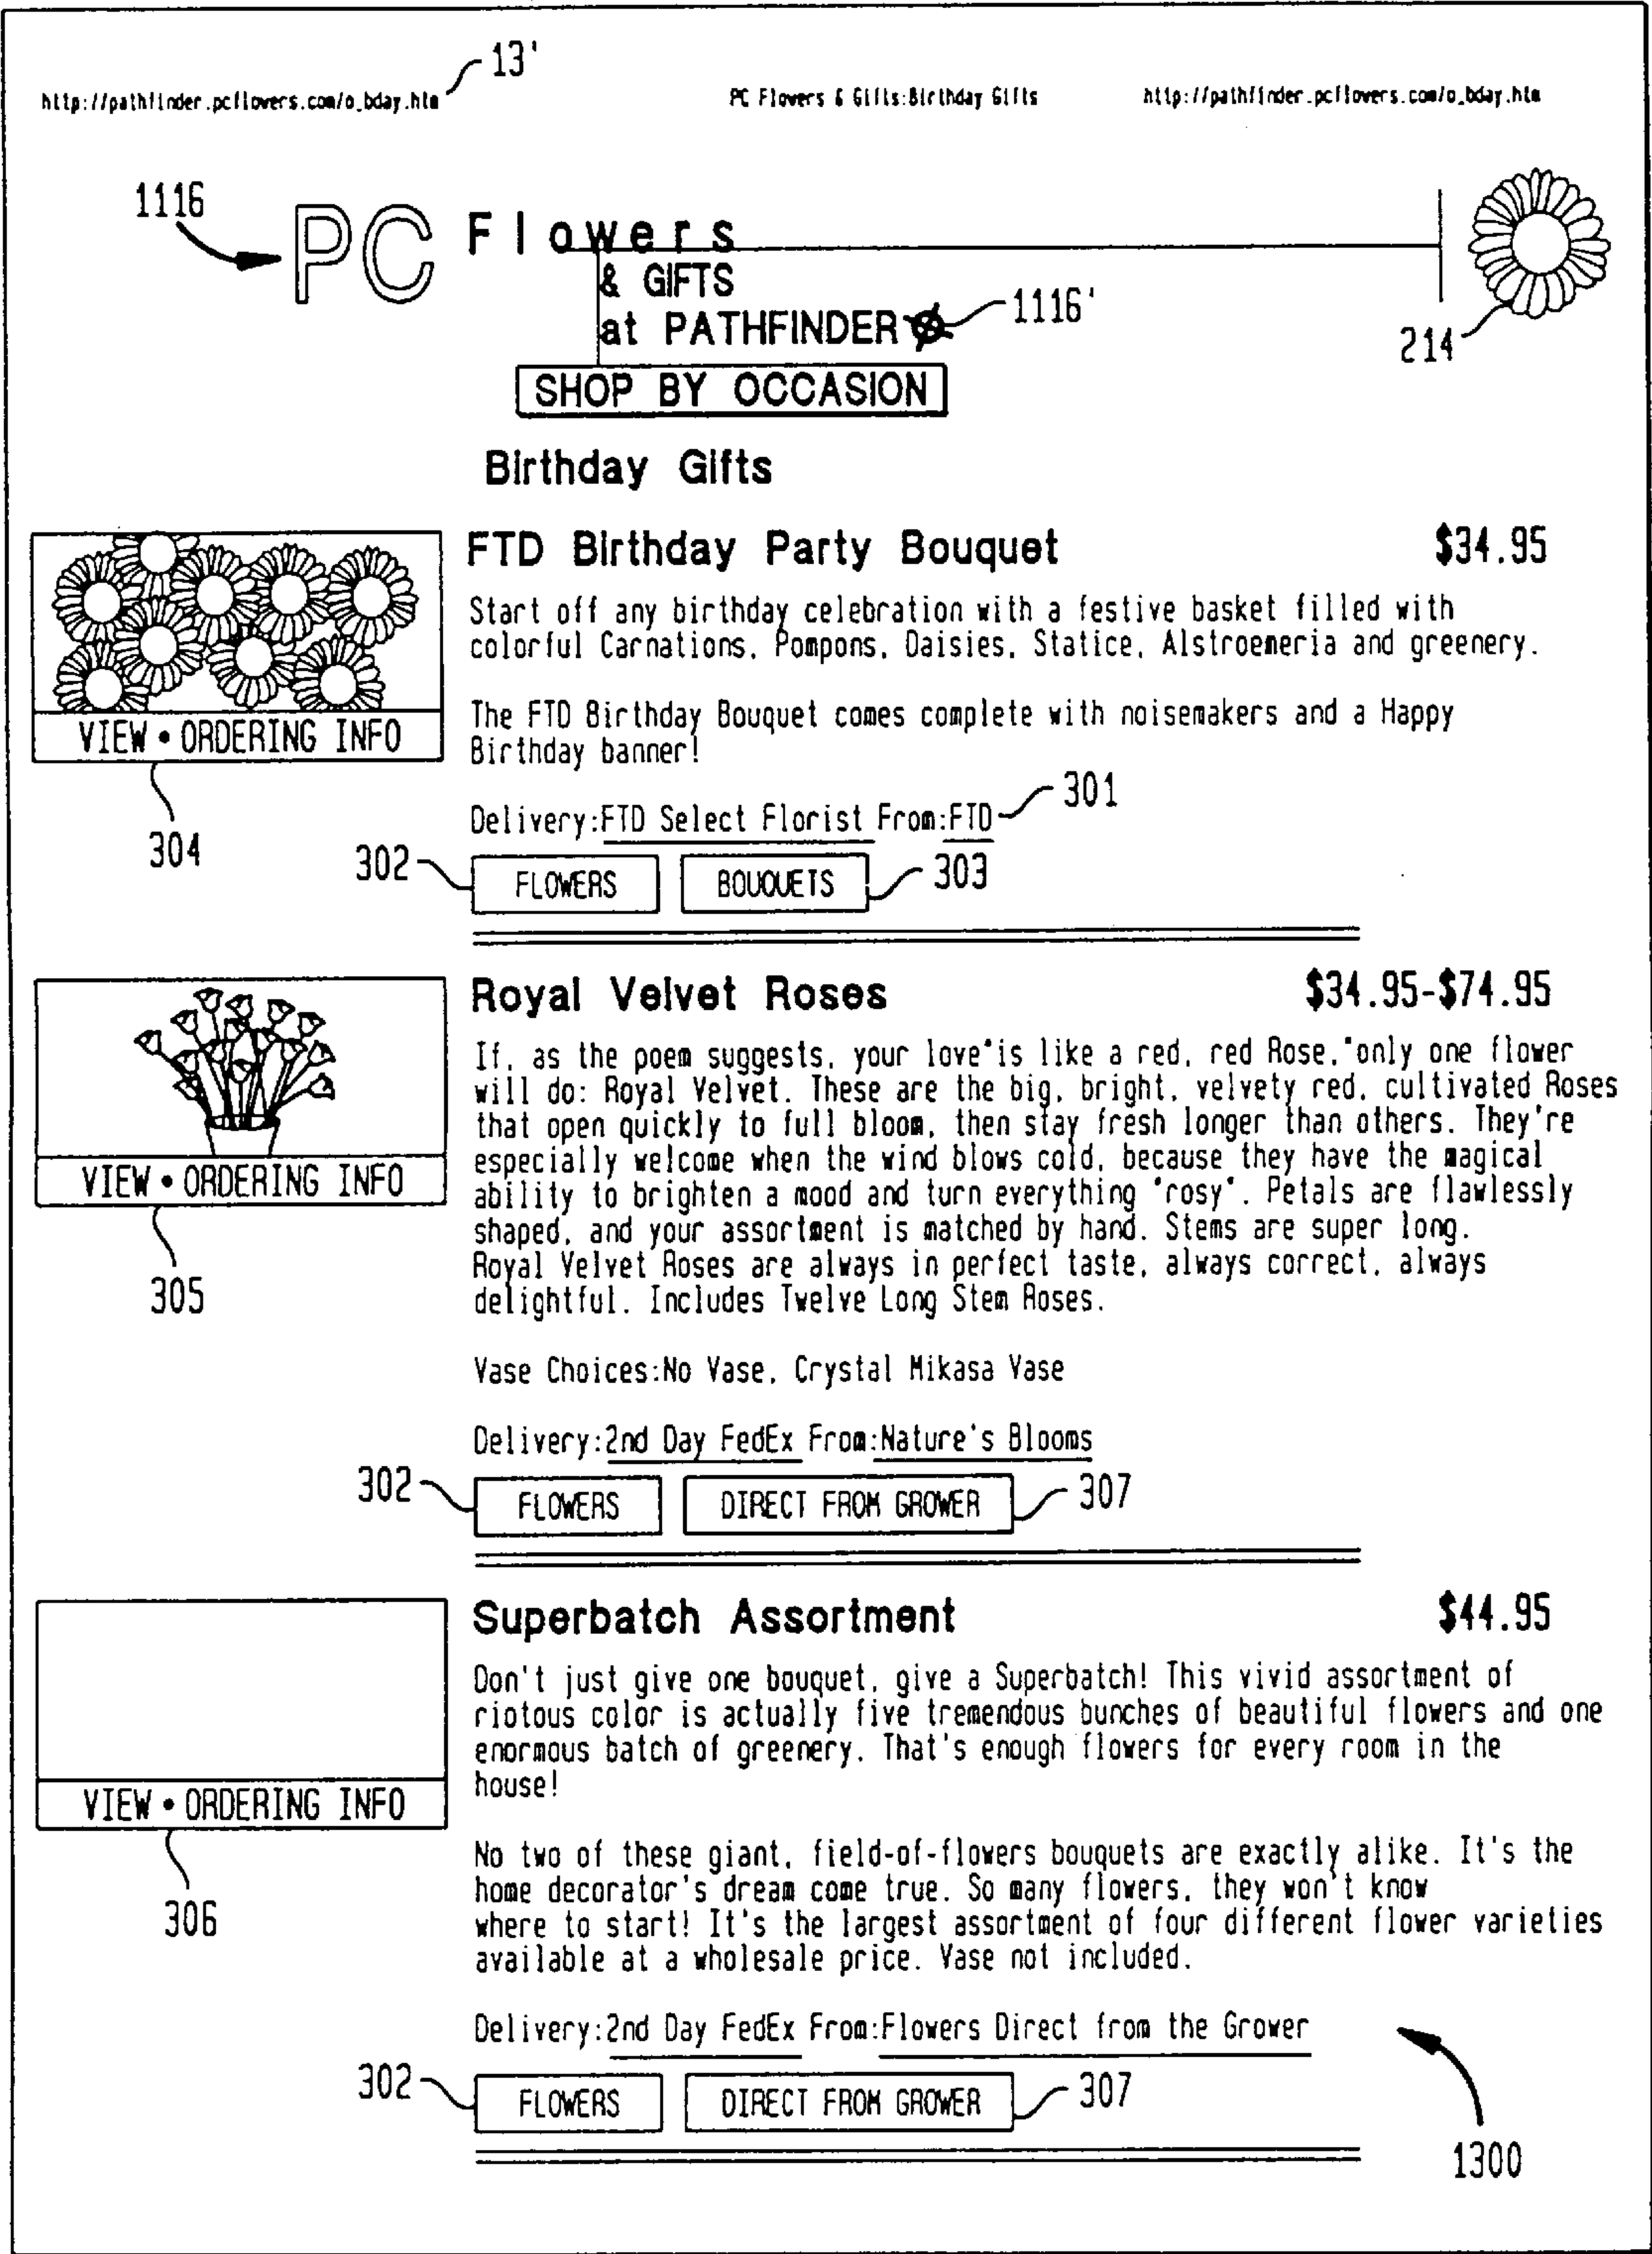 13'
http://pathfinder.pcflowers.com/o_bday.htm PC Flowers & Gifts:Birthday Gifts http://pathfinder.pcflowers.com/o_bday.htm
1116
PC Flowers
& GIFTS
at PATHFINDER 1116'
214
SHOP BY OCCASION
Birthday Gifts
FTD Birthday Party Bouquet $34.95
Start off any birthday celebration with a festive basket filled with
colorful Carnations, Pompons, Daisies, Statice, Alstroemeria and greenery.
The FTD Birthday Bouquet comes complete with noisemakers and a Happy
Birthday banner!
VIEW • ORDERING INFO
304
Delivery:FTD Select Florist From:FTD 301
302 FLOWERS BOUQUETS 303
Royal Velvet Roses $34.95-$74.95
If, as the poem suggests, your love"is like a red, red Rose,"only one flower
will do: Royal Velvet. These are the big, bright, velvety red, cultivated Roses
that open quickly to full bloom, then stay fresh longer than others. They're
especially welcome when the wind blows cold, because they have the magical
ability to brighten a mood and turn everything "rosy". Petals are flawlessly
shaped, and your assortment is matched by hand. Stems are super long.
Royal Velvet Roses are always in perfect taste, always correct, always
delightful. Includes Twelve Long Stem Roses.
VIEW • ORDERING INFO
305
Vase Choices:No Vase, Crystal Mikasa Vase
Delivery:2nd Day FedEx From:Nature's Blooms
302 FLOWERS DIRECT FROM GROWER 307
Superbatch Assortment $44.95
Don't just give one bouquet, give a Superbatch! This vivid assortment of
riotous color is actually five tremendous bunches of beautiful flowers and one
enormous batch of greenery. That's enough flowers for every room in the
house!
VIEW • ORDERING INFO
306
No two of these giant, field-of-flowers bouquets are exactly alike. It's the
home decorator's dream come true. So many flowers, they won't know
where to start! It's the largest assortment of four different flower varieties
available at a wholesale price. Vase not included.
Delivery:2nd Day FedEx From:Flowers Direct from the Grower
302 FLOWERS DIRECT FROM GROWER 307
1300